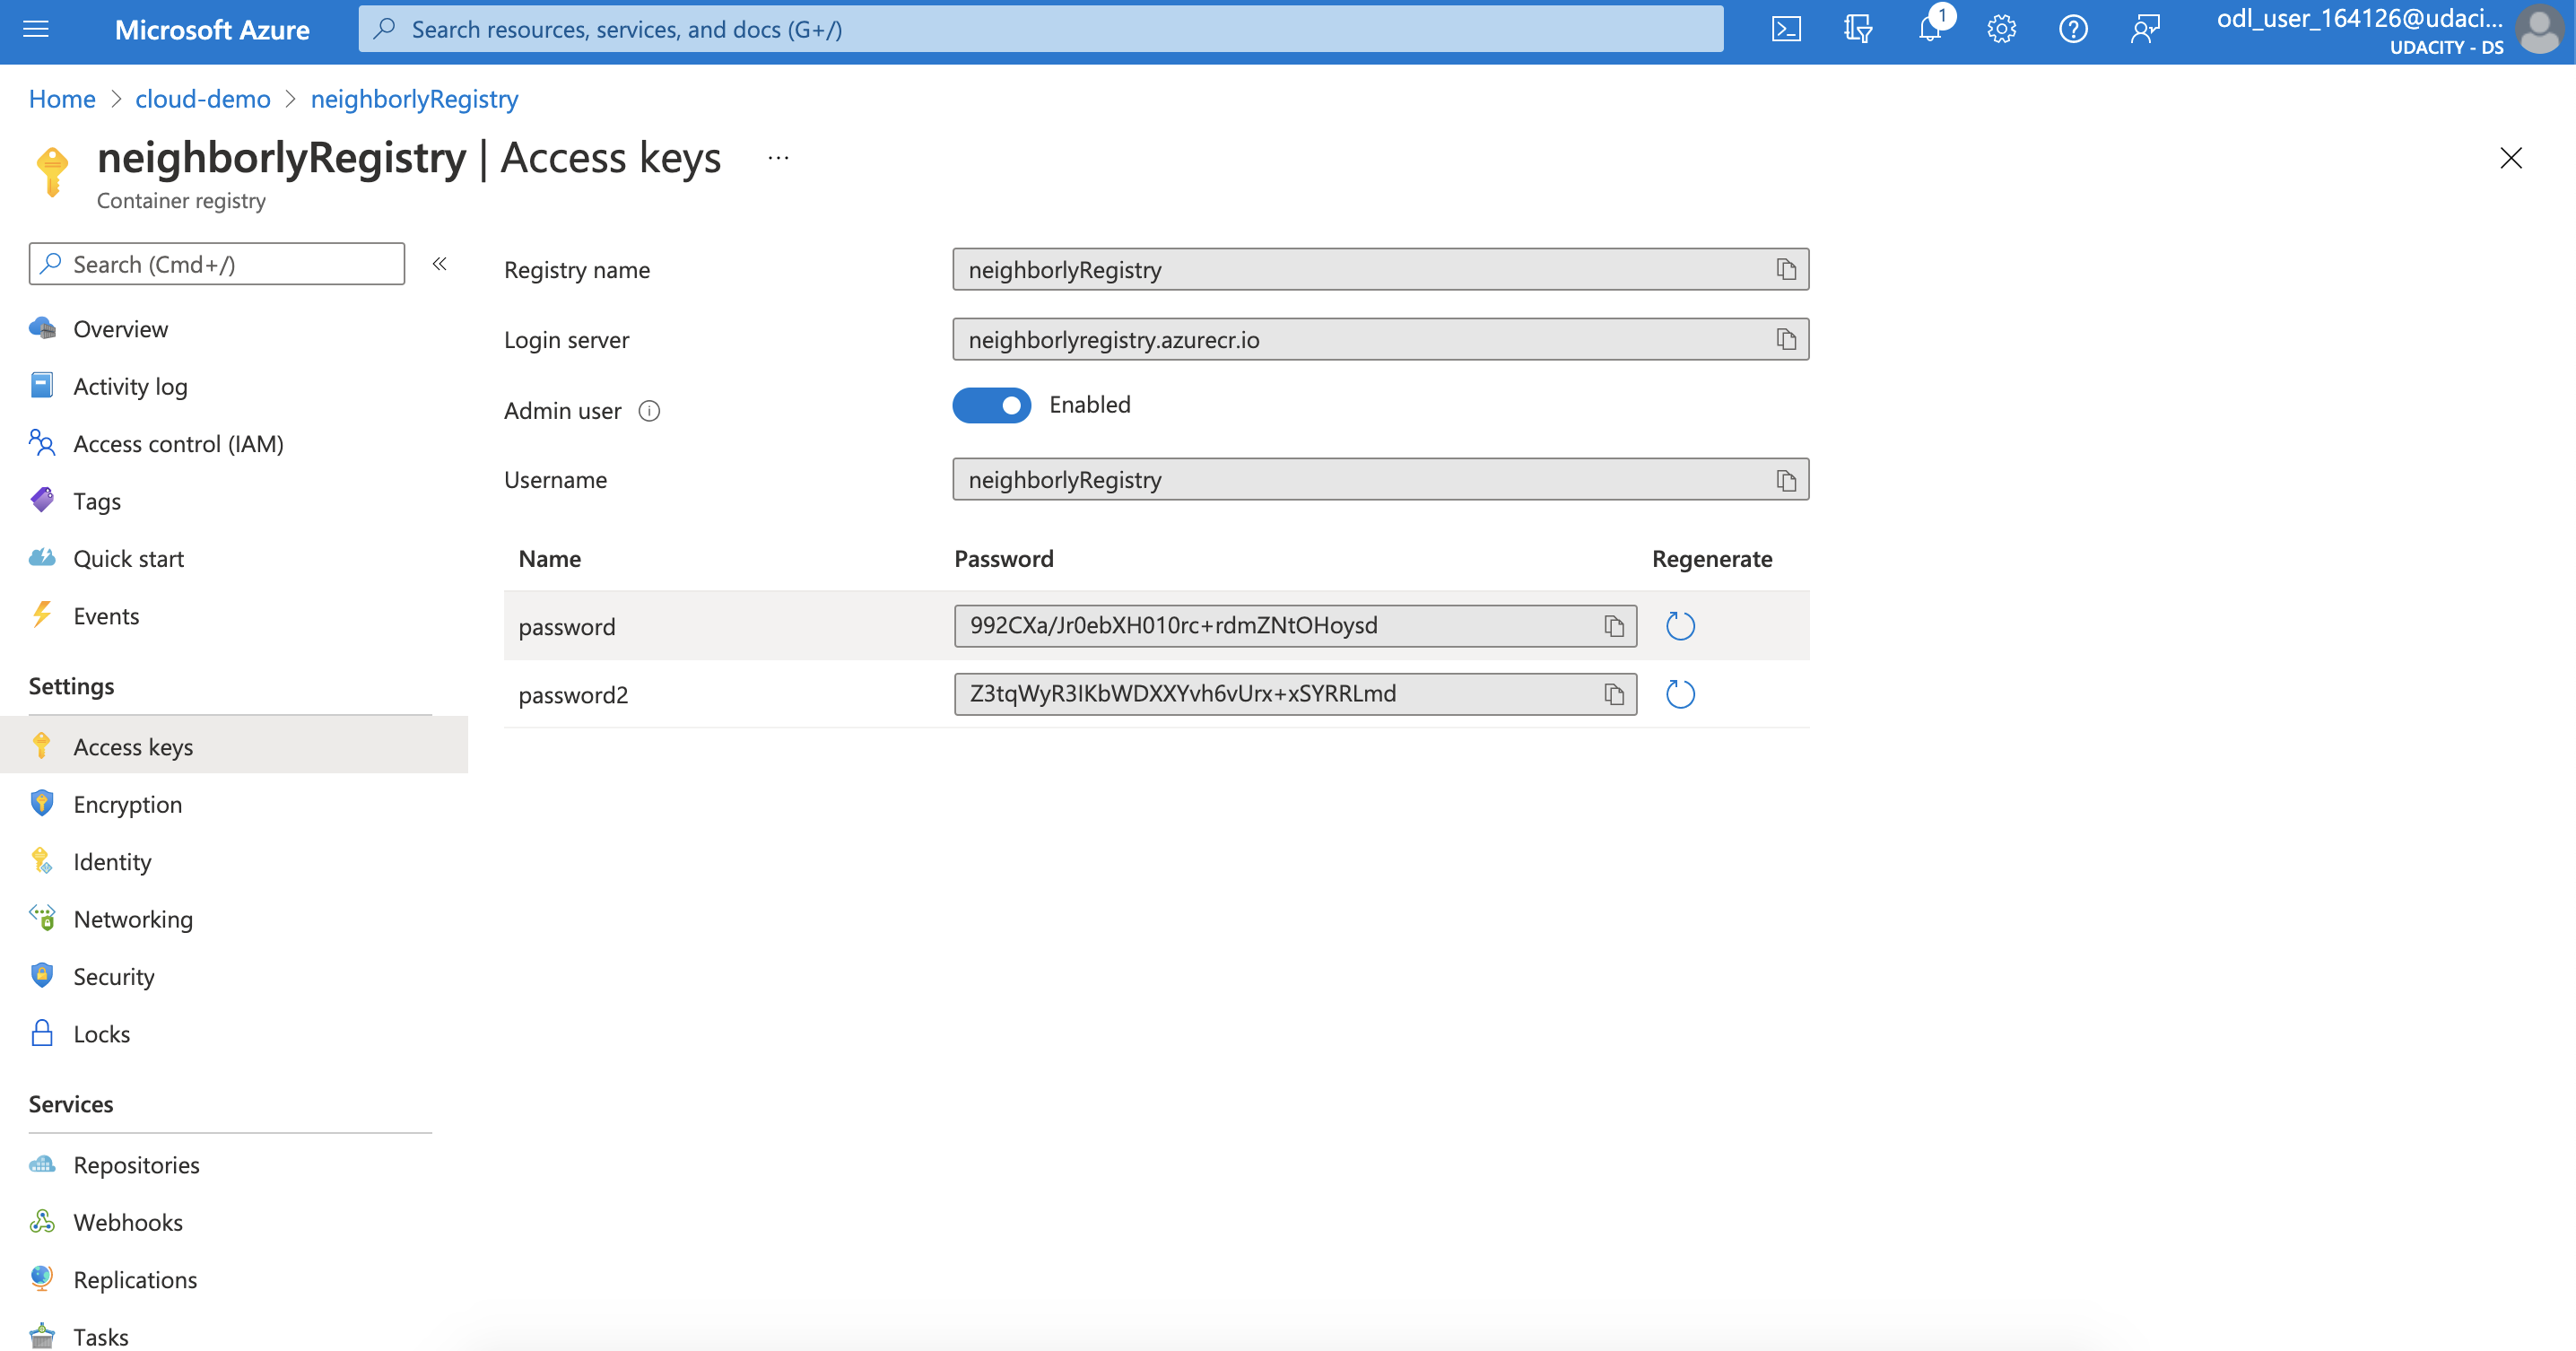 Microsoft Azure
Search resources, services, and docs (G+/)
1
odl_user_164126@udaci...
UDACITY - DS
Home > cloud-demo > neighborlyRegistry
neighborlyRegistry | Access keys ...
Container registry
Search (Cmd+/)
«
Overview
Activity log
Access control (IAM)
Tags
Quick start
Events
Settings
Access keys
Encryption
Identity
Networking
Security
Locks
Services
Repositories
Webhooks
Replications
Tasks
Registry name
neighborlyRegistry
Login server
neighborlyregistry.azurecr.io
Admin user
Enabled
Username
neighborlyRegistry
Name Password Regenerate
password 992CXa/Jr0ebXH010rc+rdmZNtOHoysd
password2 Z3tqWyR3IKbWDXXYvh6vUrx+xSYRRLmd